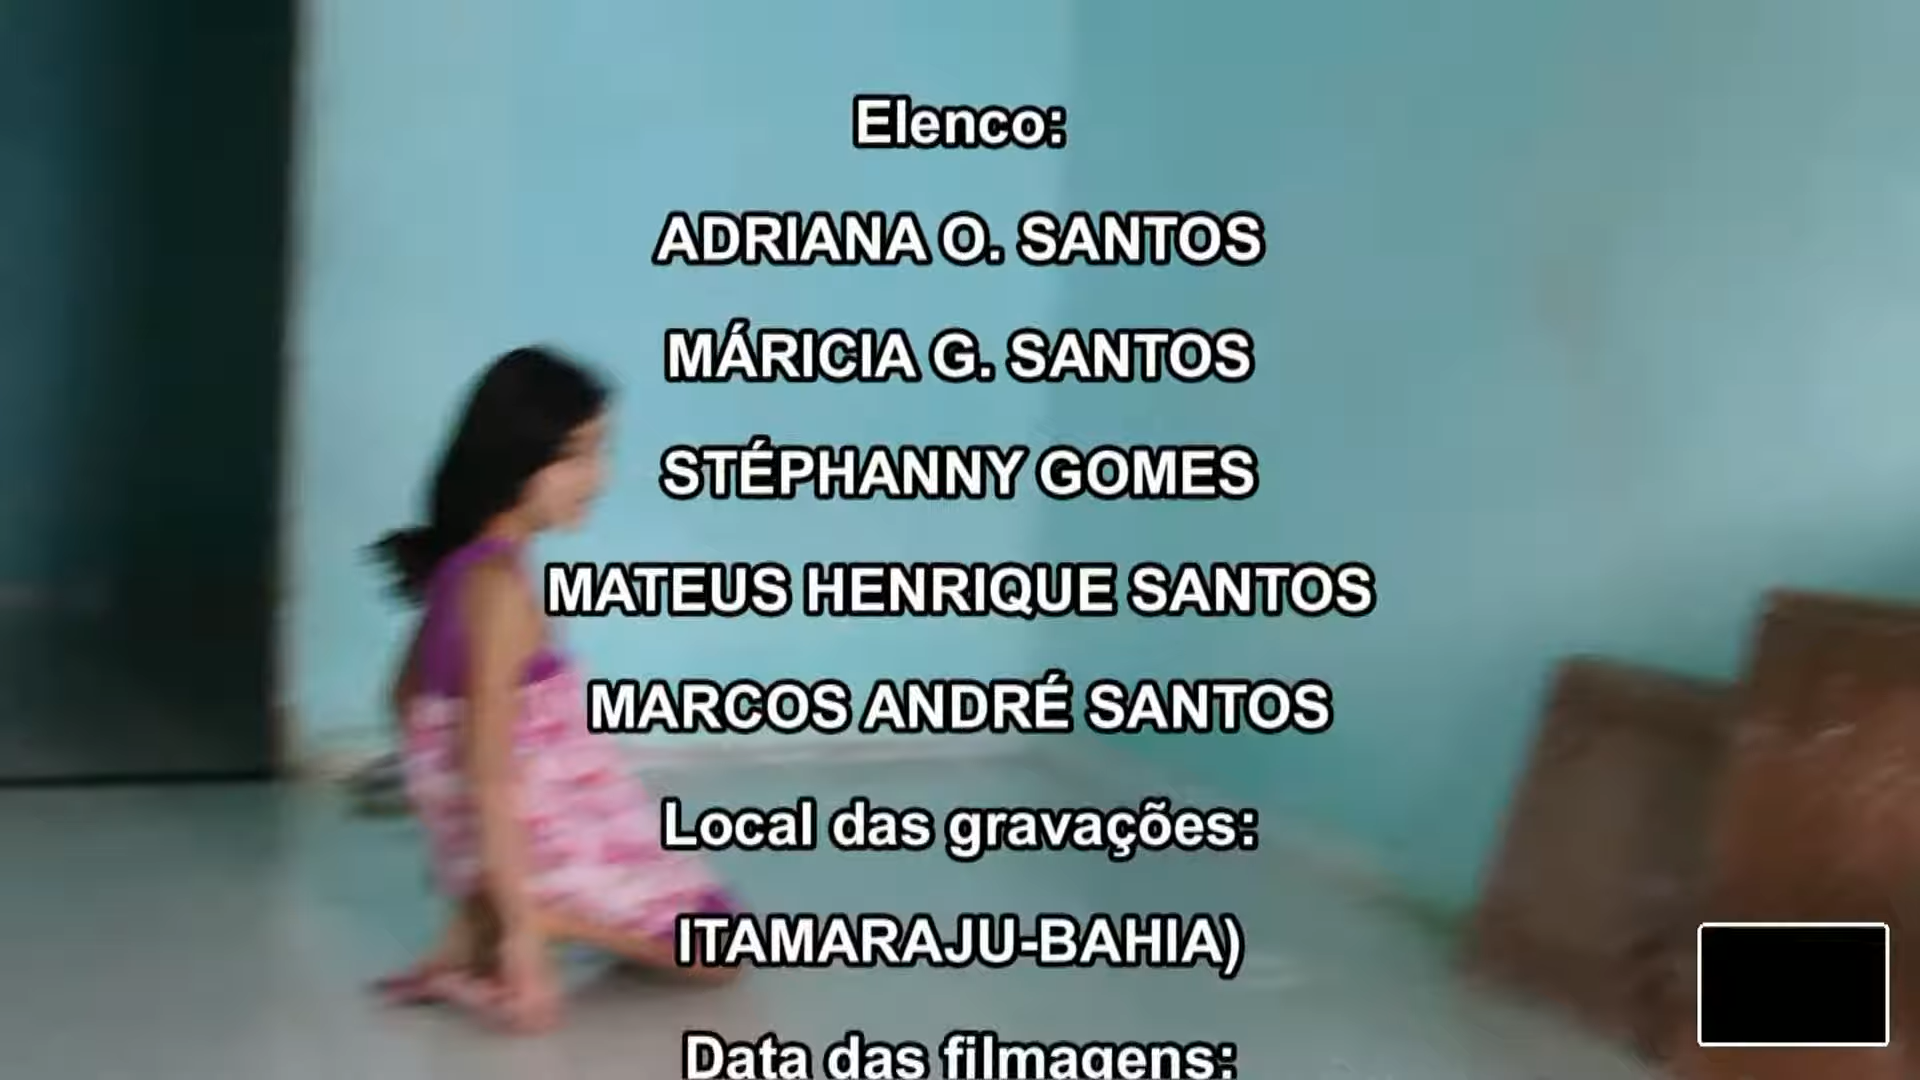 Elenco:
ADRIANA O. SANTOS
MÁRICIA G. SANTOS
STÉPHANNY GOMES
MATEUS HENRIQUE SANTOS
MARCOS ANDRÉ SANTOS
Local das gravações:
ITAMARAJU-BAHIA)
Data das filmagens: